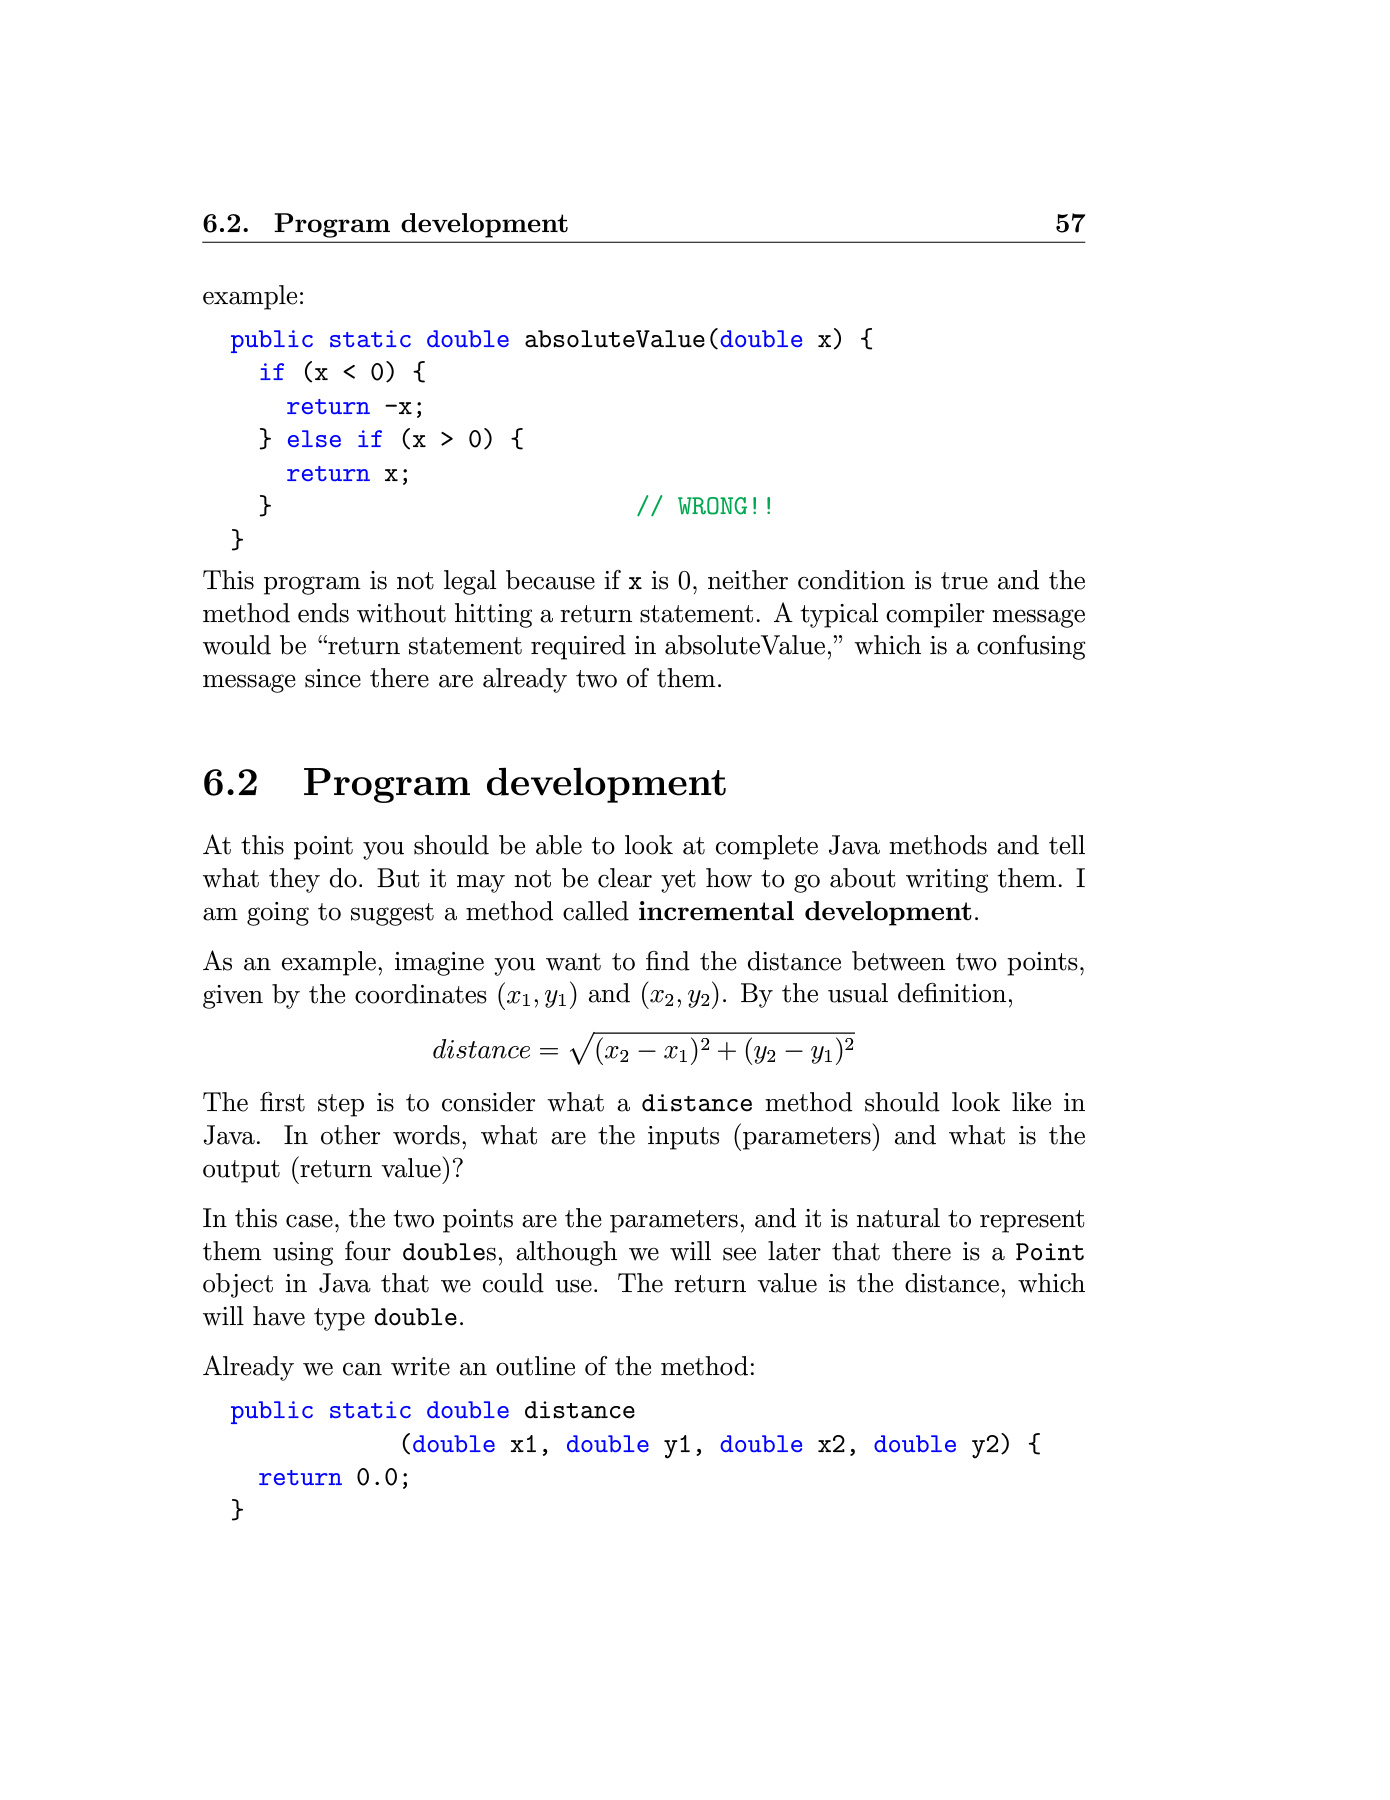 6.2. Program development 57
example:
public static double absoluteValue(double x) {
  if (x < 0) {
    return -x;
  } else if (x > 0) {
    return x;
  }                          // WRONG!!
}
This program is not legal because if x is 0, neither condition is true and the
method ends without hitting a return statement. A typical compiler message
would be “return statement required in absoluteValue,” which is a confusing
message since there are already two of them.
6.2 Program development
At this point you should be able to look at complete Java methods and tell
what they do. But it may not be clear yet how to go about writing them. I
am going to suggest a method called incremental development.
As an example, imagine you want to find the distance between two points,
given by the coordinates (x₁, y₁) and (x₂, y₂). By the usual definition,
distance = √(x₂ − x₁)² + (y₂ − y₁)²
The first step is to consider what a distance method should look like in
Java. In other words, what are the inputs (parameters) and what is the
output (return value)?
In this case, the two points are the parameters, and it is natural to represent
them using four doubles, although we will see later that there is a Point
object in Java that we could use. The return value is the distance, which
will have type double.
Already we can write an outline of the method:
public static double distance
            (double x1, double y1, double x2, double y2) {
  return 0.0;
}